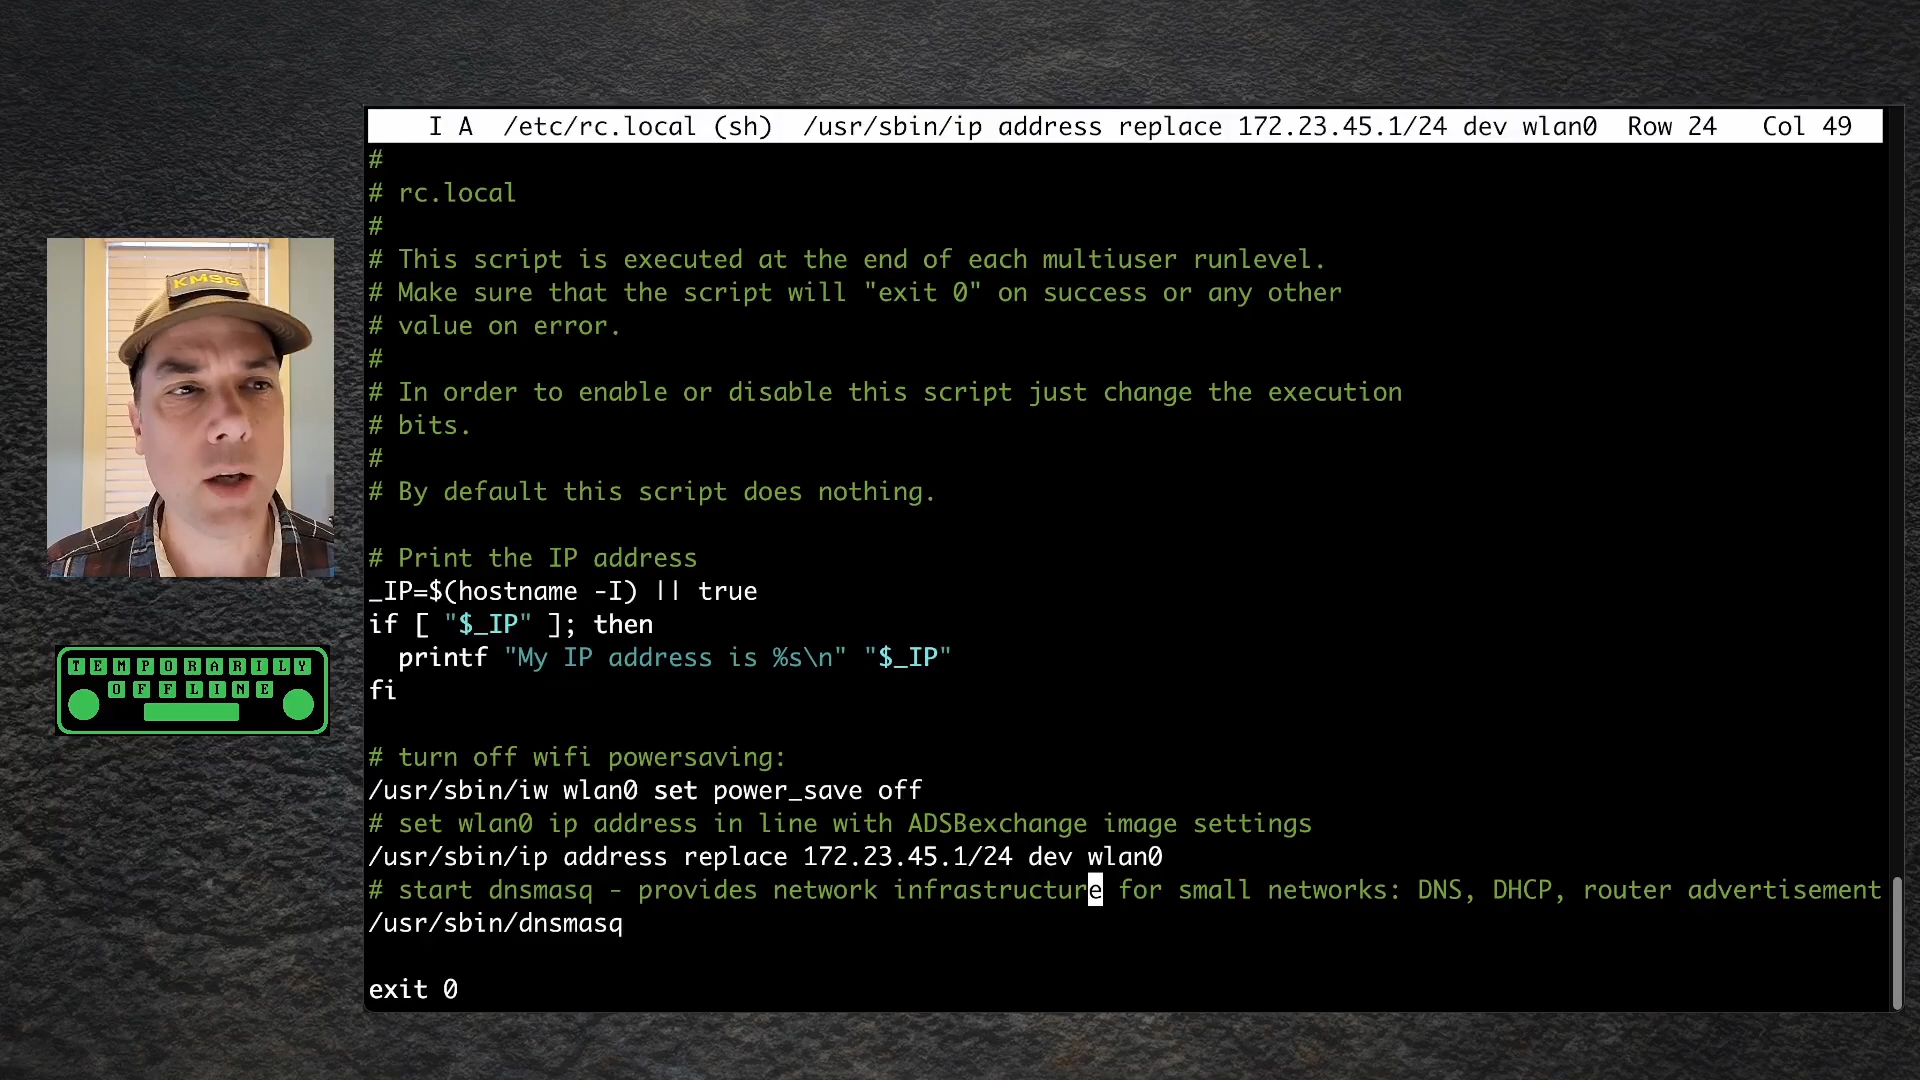 I A /etc/rc.local (sh) /usr/sbin/ip address replace 172.23.45.1/24 dev wlan0 Row 24 Col 49
#
# rc.local
#
# This script is executed at the end of each multiuser runlevel.
# Make sure that the script will "exit 0" on success or any other
# value on error.
#
# In order to enable or disable this script just change the execution
# bits.
#
# By default this script does nothing.
# Print the IP address
_IP=$(hostname -I) || true
if [ "$_IP" ]; then
  printf "My IP address is %s\n" "$_IP"
fi
# turn off wifi powersaving:
/usr/sbin/iw wlan0 set power_save off
# set wlan0 ip address in line with ADSBexchange image settings
/usr/sbin/ip address replace 172.23.45.1/24 dev wlan0
# start dnsmasq - provides network infrastructure for small networks: DNS, DHCP, router advertisement
/usr/sbin/dnsmasq
exit 0
KM9G
TEMPORARILY
OFFLINE